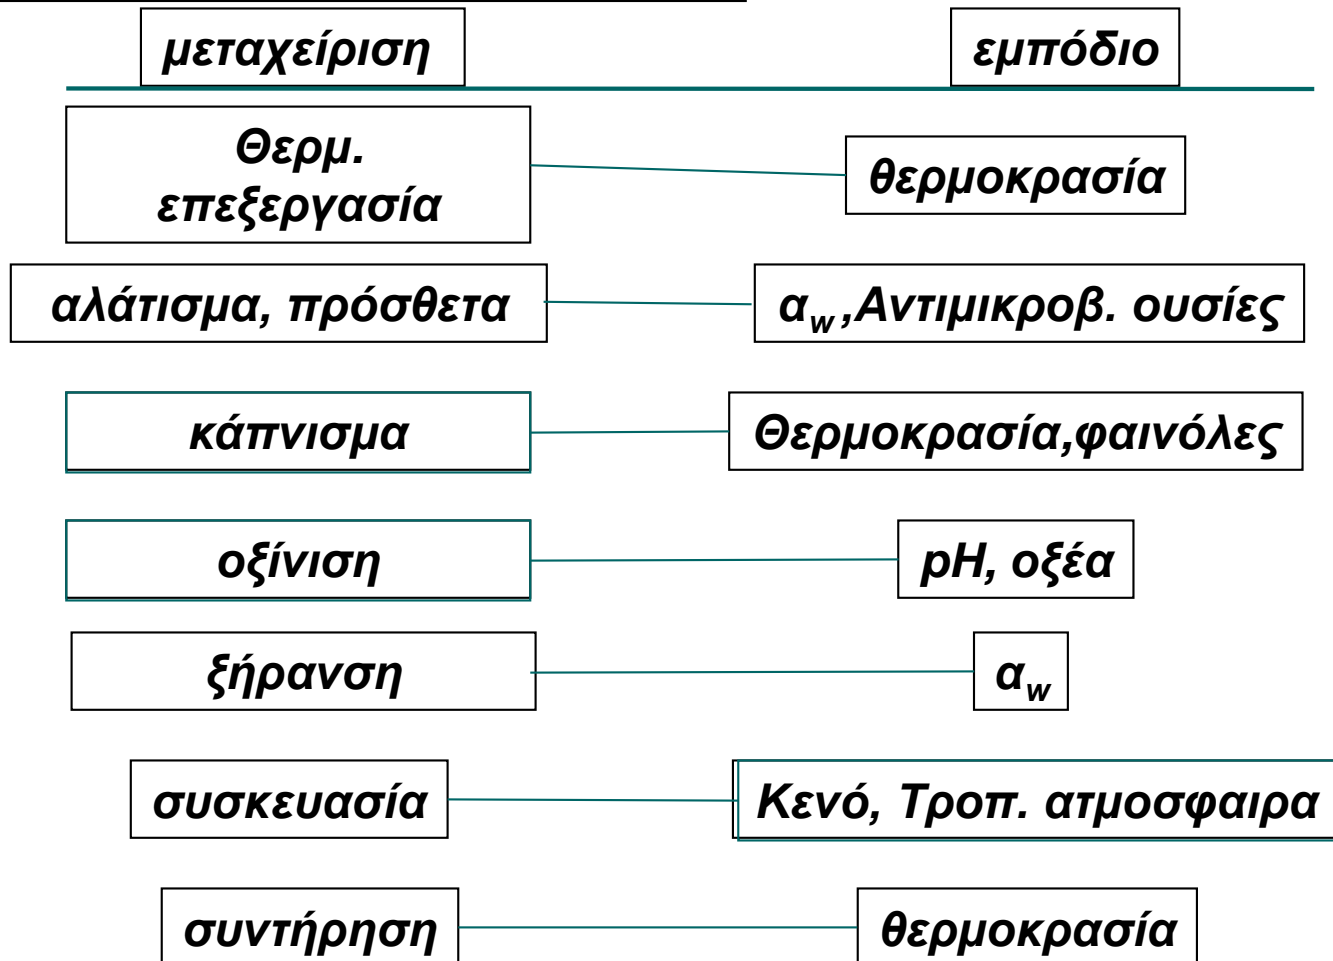 μεταχείριση
εμπόδιο
Θερμ.
επεξεργασία
θερμοκρασία
αλάτισμα, πρόσθετα
αw ,Αντιμικροβ. ουσίες
κάπνισμα
Θερμοκρασία,φαινόλες
οξίνιση
pH, οξέα
ξήρανση
αw
συσκευασία
Κενό, Τροπ. ατμοσφαιρα
συντήρηση
θερμοκρασία